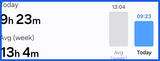 Today
9h 23m
Avg (week)
13h 4m
13:04
09:23
Avg
(week)
Today